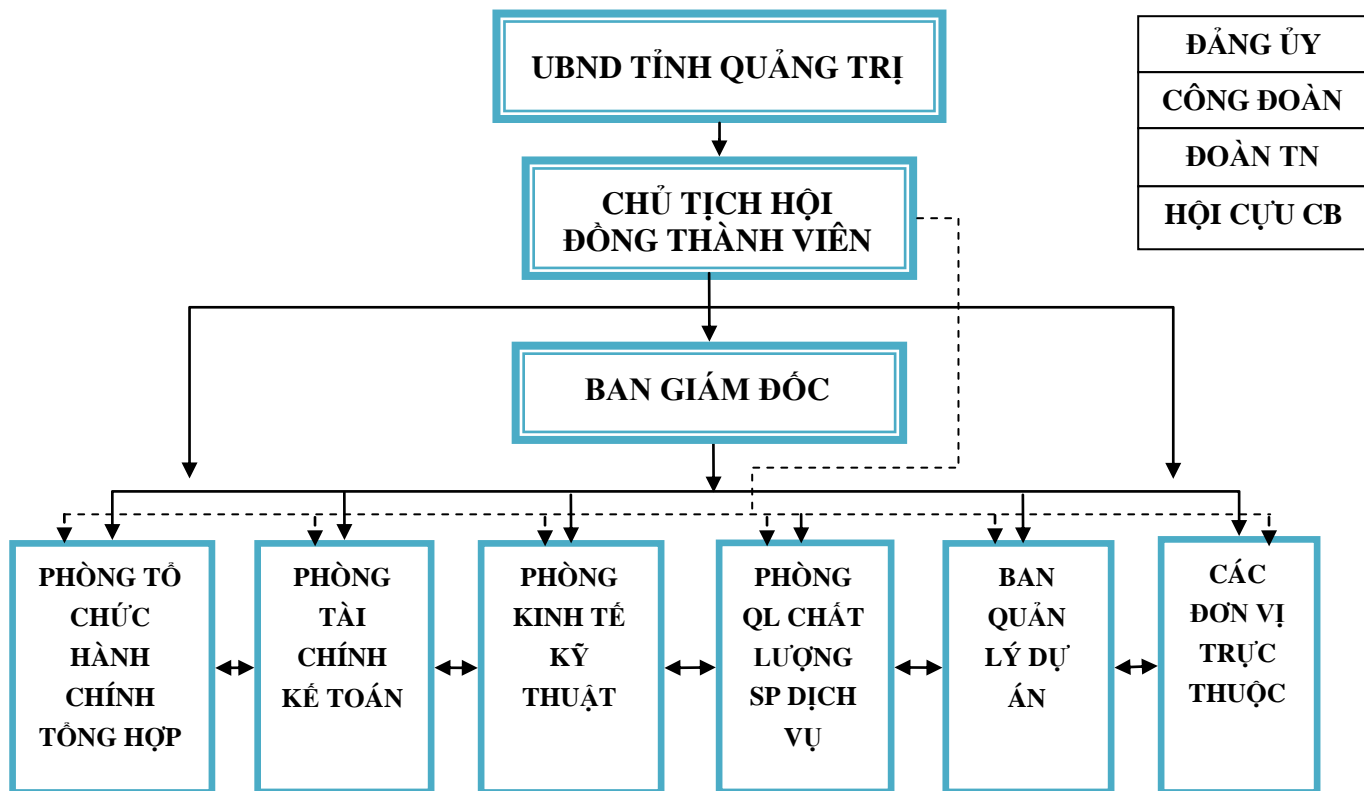 UBND TỈNH QUẢNG TRỊ
ĐẢNG ỦY
CÔNG ĐOÀN
ĐOÀN TN
HỘI CỰU CB
CHỦ TỊCH HỘI
ĐỒNG THÀNH VIÊN
BAN GIÁM ĐỐC
PHÒNG TỔ
CHỨC
HÀNH
CHÍNH
TỔNG HỢP
PHÒNG
TÀI
CHÍNH
KẾ TOÁN
PHÒNG
KINH TẾ
KỸ
THUẬT
PHÒNG
QL CHẤT
LƯỢNG
SP DỊCH
VỤ
BAN
QUẢN
LÝ DỰ
ÁN
CÁC
ĐƠN VỊ
TRỰC
THUỘC